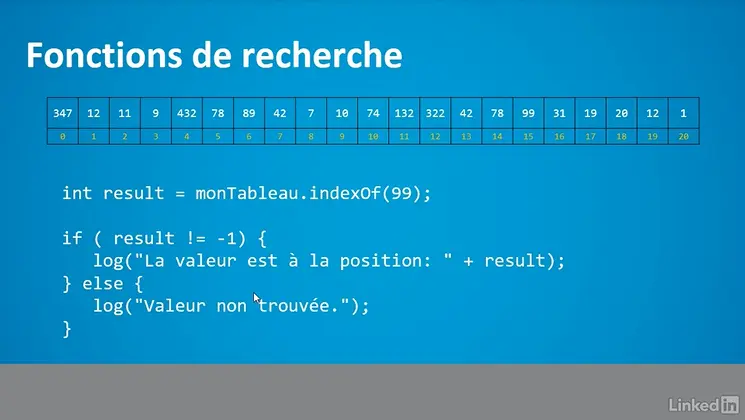 Fonctions de recherche
347 12 11 9 432 78 89 42 7 10 74 132 322 42 78 99 31 19 20 12 1
0 1 2 3 4 5 6 7 8 9 10 11 12 13 14 15 16 17 18 19 20
int result = monTableau.indexOf(99);
if ( result != -1) {
log("La valeur est à la position: " + result);
} else {
log("Valeur non trouvée.");
}
Linked in